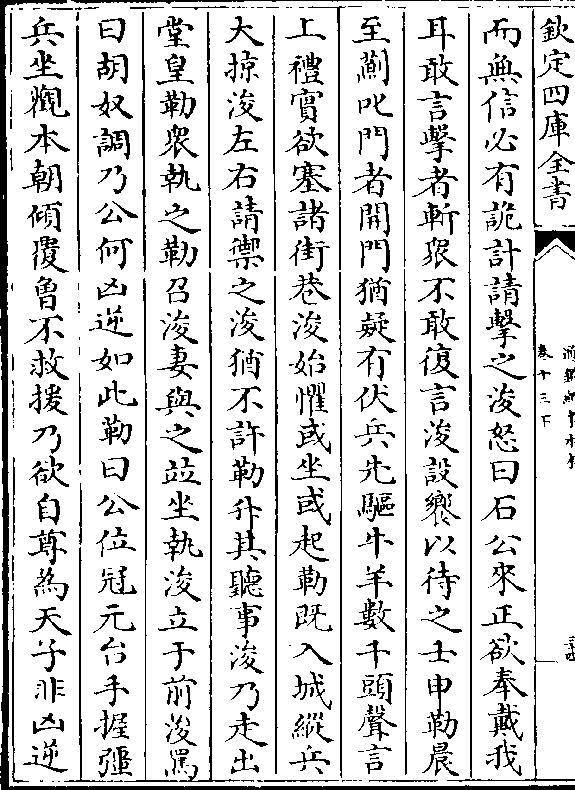 欽定四庫全書
卷十三下
而無信必有詭計請擊之浚怒曰石公來正欲奉戴我
耳敢言擊者斬衆不敢復言浚設饗以待之壬申勒晨
至薊叱門者開門猶疑有伏兵先驅牛羊數千頭聲言
上禮實欲塞諸街巷浚始懼或坐或起勒既入城縱兵
大掠浚左右請禦之浚猶不許勒升其聽事浚乃走出
堂皇勒衆執之勒召浚妻與之竝坐執浚立于前浚罵
曰胡奴調乃公何凶逆如此勒曰公位冠元台手握彊
兵坐觀本朝傾覆曾不救援乃欲自尊為天子非凶逆